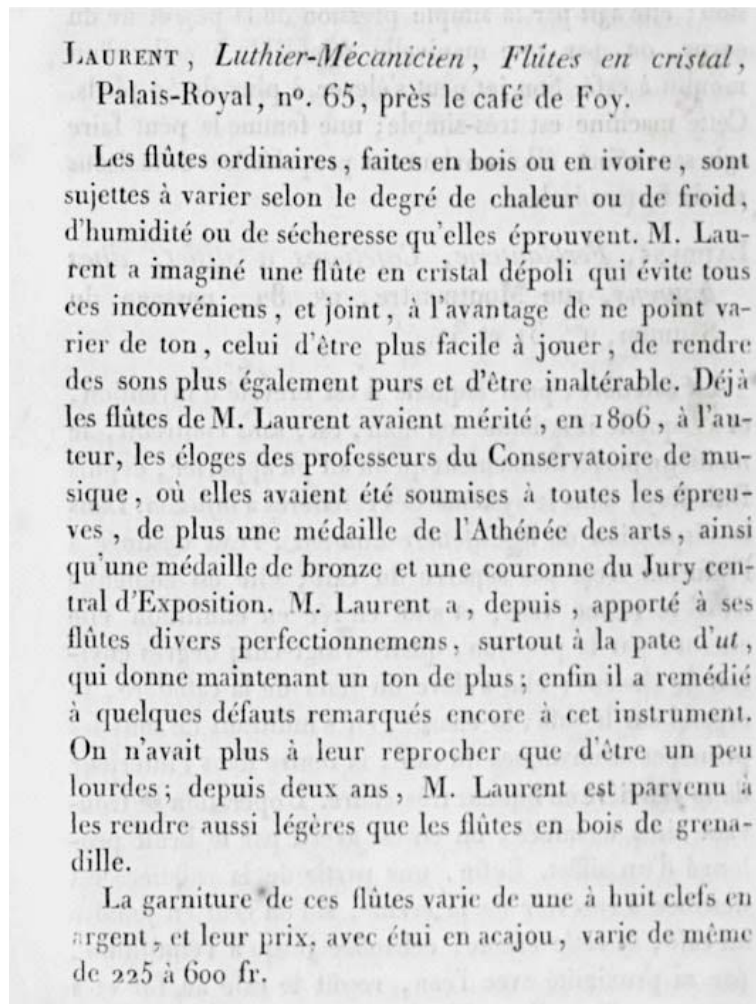 LAURENT, Luthier-Mécanicien, Flûtes en cristal,
Palais-Royal, nº. 65, près le café de Foy.
Les flûtes ordinaires, faites en bois ou en ivoire, sont
sujettes à varier selon le degré de chaleur ou de froid,
d'humidité ou de sécheresse qu'elles éprouvent. M. Lau-
rent a imaginé une flûte en cristal dépoli qui évite tous
ces inconvéniens, et joint, à l'avantage de ne point va-
rier de ton, celui d'être plus facile à jouer, de rendre
des sons plus également purs et d'être inaltérable. Déjà
les flûtes de M. Laurent avaient mérité, en 1806, à l'au-
teur, les éloges des professeurs du Conservatoire de mu-
sique, où elles avaient été soumises à toutes les épreu-
ves, de plus une médaille de l'Athénée des arts, ainsi
qu'une médaille de bronze et une couronne du Jury cen-
tral d'Exposition. M. Laurent a, depuis, apporté à ses
flûtes divers perfectionnemens, surtout à la pate d'ut,
qui donne maintenant un ton de plus; enfin il a remédié
à quelques défauts remarqués encore à cet instrument.
On n'avait plus à leur reprocher que d'être un peu
lourdes; depuis deux ans, M. Laurent est parvenu à
les rendre aussi légères que les flûtes en bois de grena-
dille.
La garniture de ces flûtes varie de une à huit clefs en
argent, et leur prix, avec étui en acajou, varie de même
de 225 à 600 fr.